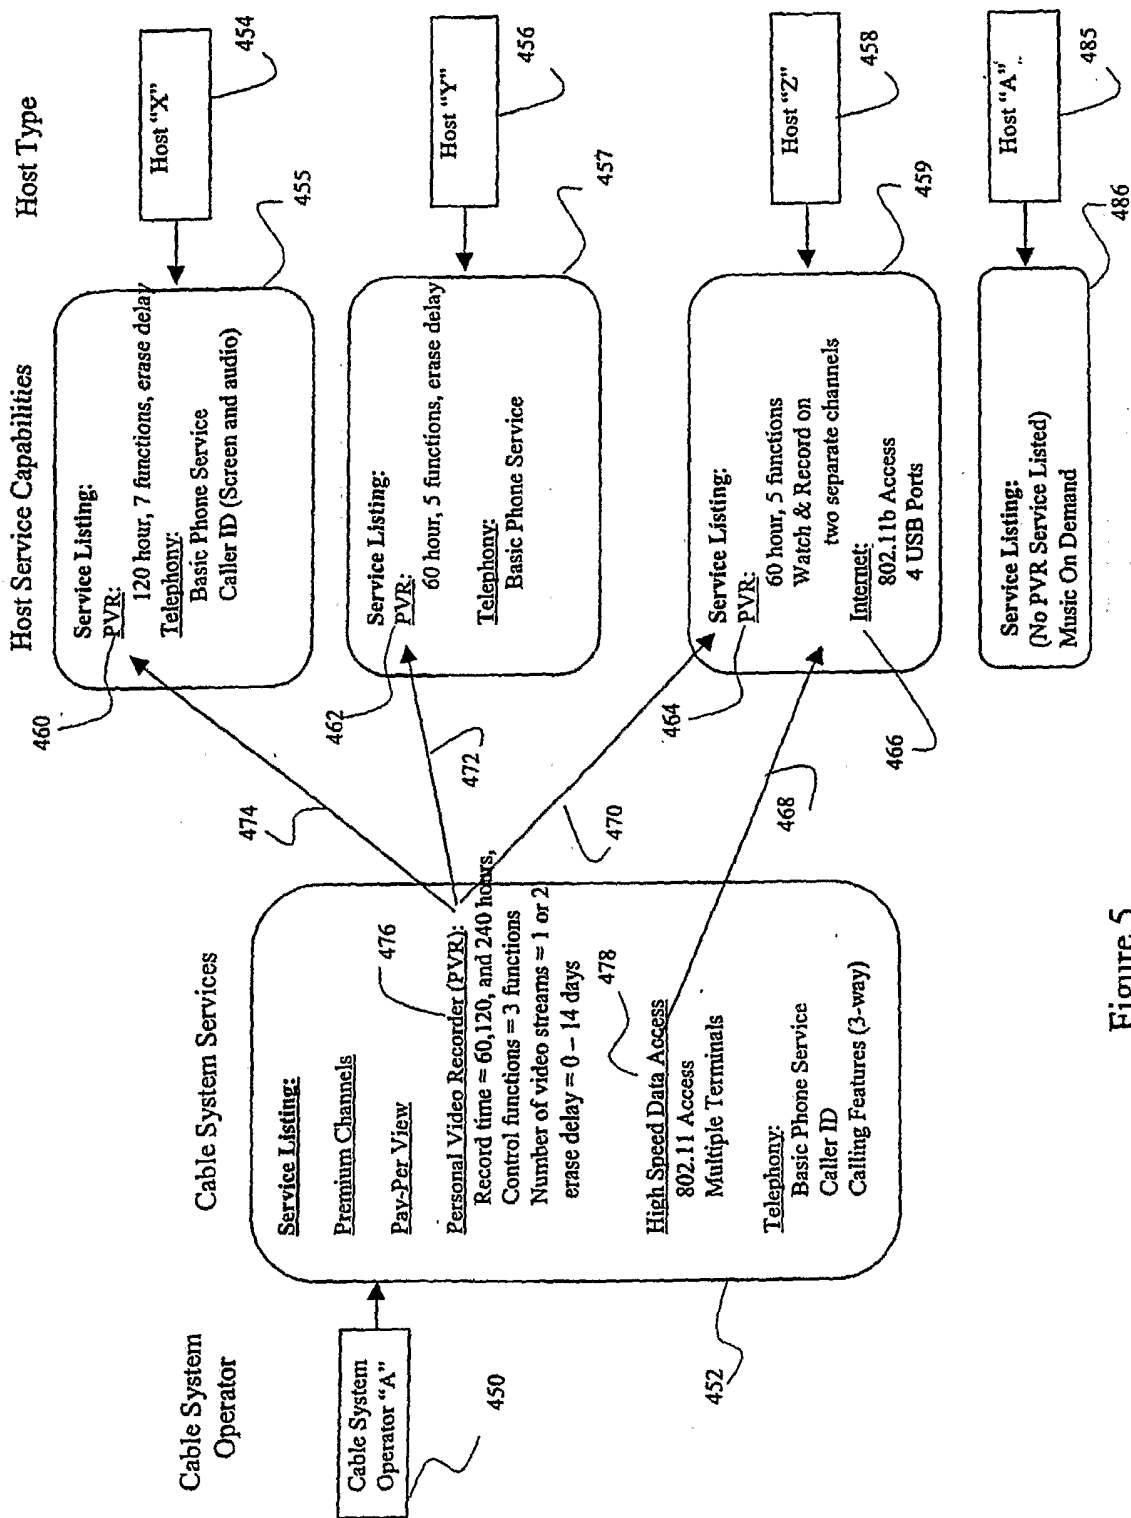 Cable System
Operator
Cable System Services
Host Service Capabilities
Host Type
Cable System
Operator "A"
450
452
Service Listing:
Premium Channels
Pay-Per View
Personal Video Recorder (PVR):
Record time = 60,120, and 240 hours,
Control functions = 3 functions
Number of video streams = 1 or 2
erase delay = 0 – 14 days
476
High Speed Data Access
802.11 Access
Multiple Terminals
478
Telephony:
Basic Phone Service
Caller ID
Calling Features (3-way)
474
472
470
468
460
Service Listing:
PVR:
120 hour, 7 functions, erase delay
Telephony:
Basic Phone Service
Caller ID (Screen and audio)
455
Host "X"
454
462
Service Listing:
PVR:
60 hour, 5 functions, erase delay
Telephony:
Basic Phone Service
457
Host "Y"
456
464
Service Listing:
PVR:
60 hour, 5 functions
Watch & Record on
two separate channels
Internet:
802.11b Access
4 USB Ports
466
459
Host "Z"
458
Service Listing:
(No PVR Service Listed)
Music On Demand
486
Host "A"
485
Figure 5